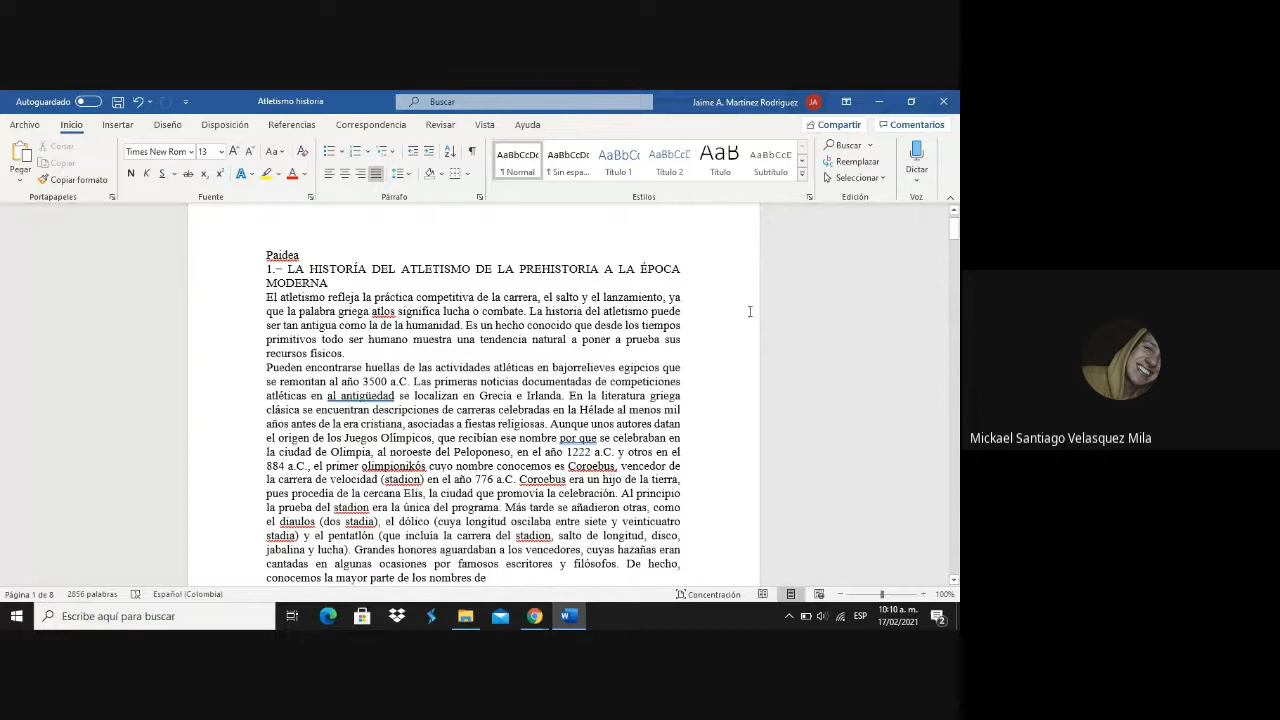 Autoguardado
Atletismo historia
Buscar
Jaime A. Martinez Rodriguez
JA
Archivo
Inicio
Insertar
Diseño
Disposición
Referencias
Correspondencia
Revisar
Vista
Ayuda
Compartir
Comentarios
Pegar
Cortar
Copiar
Copiar formato
Portapapeles
Times New Rom
13
Fuente
Párrafo
AaBbCcDc
¶ Normal
AaBbCcDc
¶ Sin espa...
AaBbCc
Título 1
AaBbCcD
Título 2
AaB
Título
AaBbCcD
Subtítulo
Estilos
Buscar
Reemplazar
Seleccionar
Edición
Dictar
Voz
Paidea
1.− LA HISTORÍA DEL ATLETISMO DE LA PREHISTORIA A LA ÉPOCA
MODERNA
El atletismo refleja la práctica competitiva de la carrera, el salto y el lanzamiento, ya
que la palabra griega atlos significa lucha o combate. La historia del atletismo puede
ser tan antigua como la de la humanidad. Es un hecho conocido que desde los tiempos
primitivos todo ser humano muestra una tendencia natural a poner a prueba sus
recursos físicos.
Pueden encontrarse huellas de las actividades atléticas en bajorrelieves egipcios que
se remontan al año 3500 a.C. Las primeras noticias documentadas de competiciones
atléticas en al antigüedad se localizan en Grecia e Irlanda. En la literatura griega
clásica se encuentran descripciones de carreras celebradas en la Hélade al menos mil
años antes de la era cristiana, asociadas a fiestas religiosas. Aunque unos autores datan
el origen de los Juegos Olímpicos, que recibían ese nombre por que se celebraban en
la ciudad de Olimpia, al noroeste del Peloponeso, en el año 1222 a.C. y otros en el
884 a.C., el primer olimpionikós cuyo nombre conocemos es Coroebus, vencedor de
la carrera de velocidad (stadion) en el año 776 a.C. Coroebus era un hijo de la tierra,
pues procedía de la cercana Elis, la ciudad que promovía la celebración. Al principio
la prueba del stadion era la única del programa. Más tarde se añadieron otras, como
el diaulos (dos stadia), el dólico (cuya longitud oscilaba entre siete y veinticuatro
stadia) y el pentatlón (que incluía la carrera del stadion, salto de longitud, disco,
jabalina y lucha). Grandes honores aguardaban a los vencedores, cuyas hazañas eran
cantadas en algunas ocasiones por famosos escritores y filósofos. De hecho,
conocemos la mayor parte de los nombres de
Página 1 de 8
2856 palabras
Español (Colombia)
Concentración
100%
Escribe aquí para buscar
ESP
10:10 a. m.
17/02/2021
2
Mickael Santiago Velasquez Mila